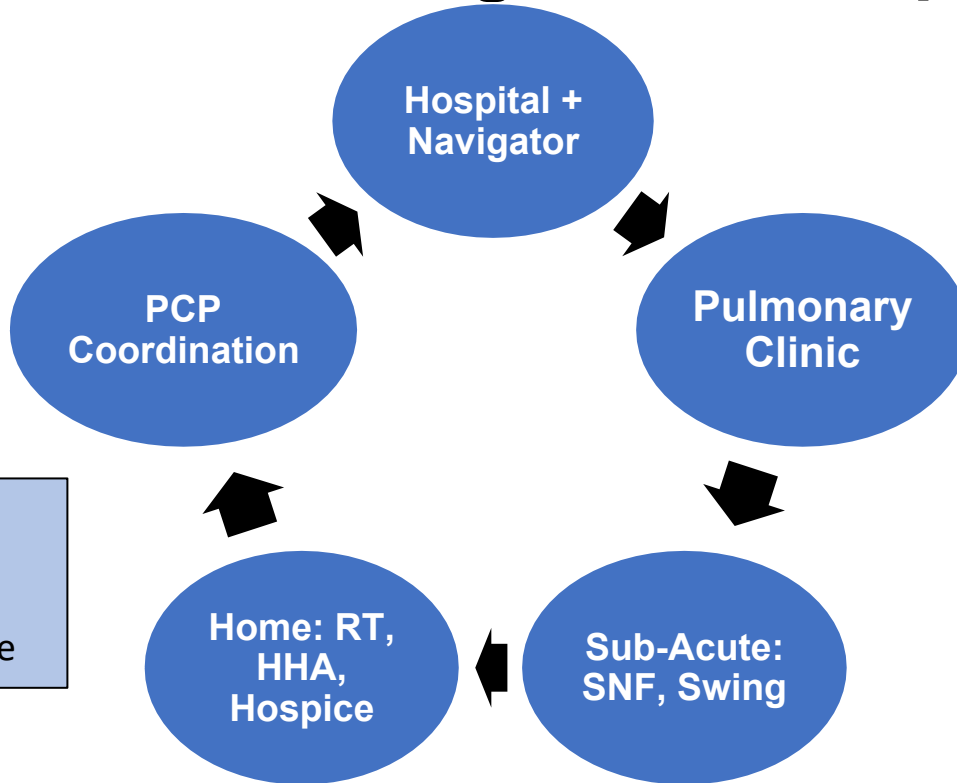 Hospital +
Navigator
PCP
Coordination
Pulmonary
Clinic
Home: RT,
HHA,
Hospice
Sub-Acute:
SNF, Swing